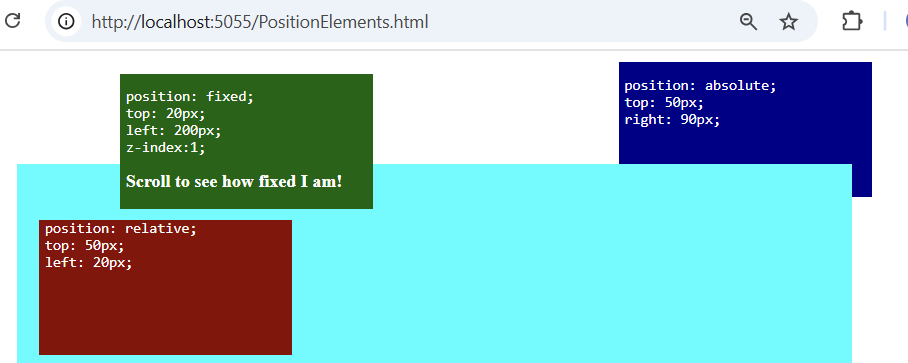 http://localhost:5055/PositionElements.html
position: fixed;
top: 20px;
left: 200px;
z-index:1;
Scroll to see how fixed I am!
position: absolute;
top: 50px;
right: 90px;
position: relative;
top: 50px;
left: 20px;